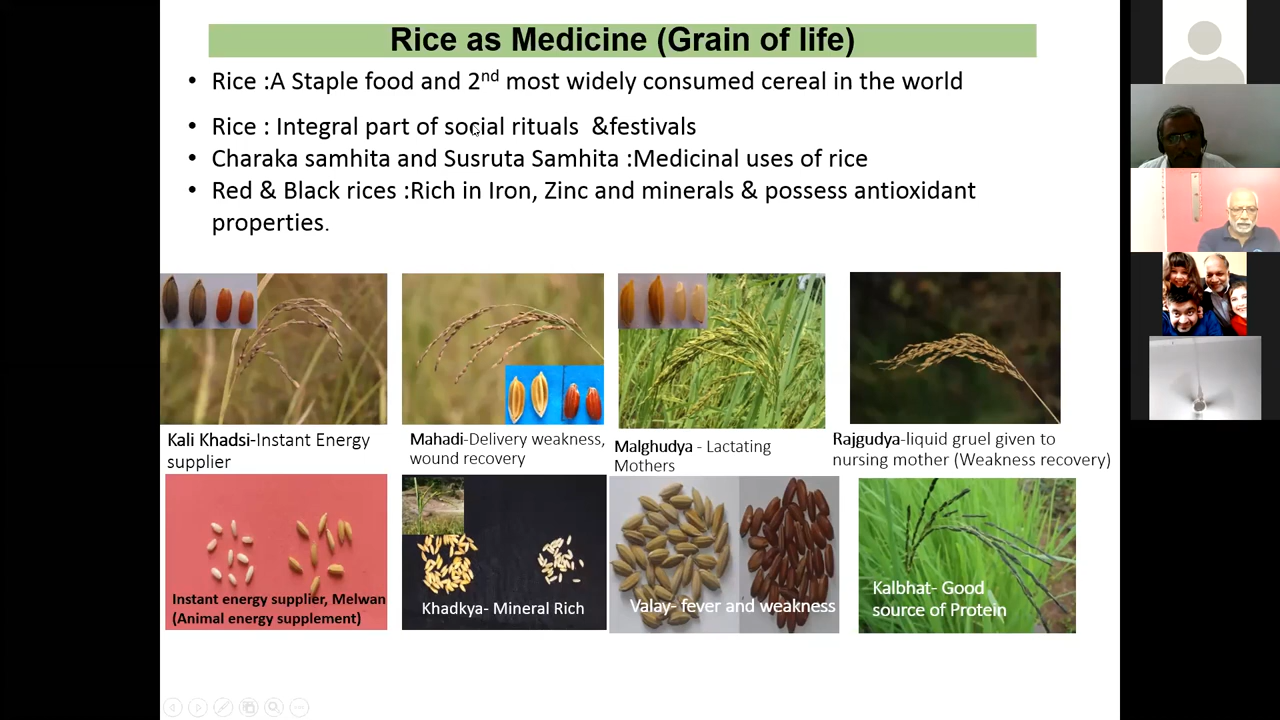 Rice as Medicine (Grain of life)
• Rice :A Staple food and 2nd most widely consumed cereal in the world
• Rice : Integral part of social rituals &festivals
• Charaka samhita and Susruta Samhita :Medicinal uses of rice
• Red & Black rices :Rich in Iron, Zinc and minerals & possess antioxidant
properties.
Kali Khadsi-Instant Energy
supplier
Mahadi-Delivery weakness,
wound recovery
Malghudya - Lactating
Mothers
Rajgudya-liquid gruel given to
nursing mother (Weakness recovery)
Instant energy supplier, Melwan
(Animal energy supplement)
Khadkya- Mineral Rich
Valay- fever and weakness
Kalbhat- Good
source of Protein